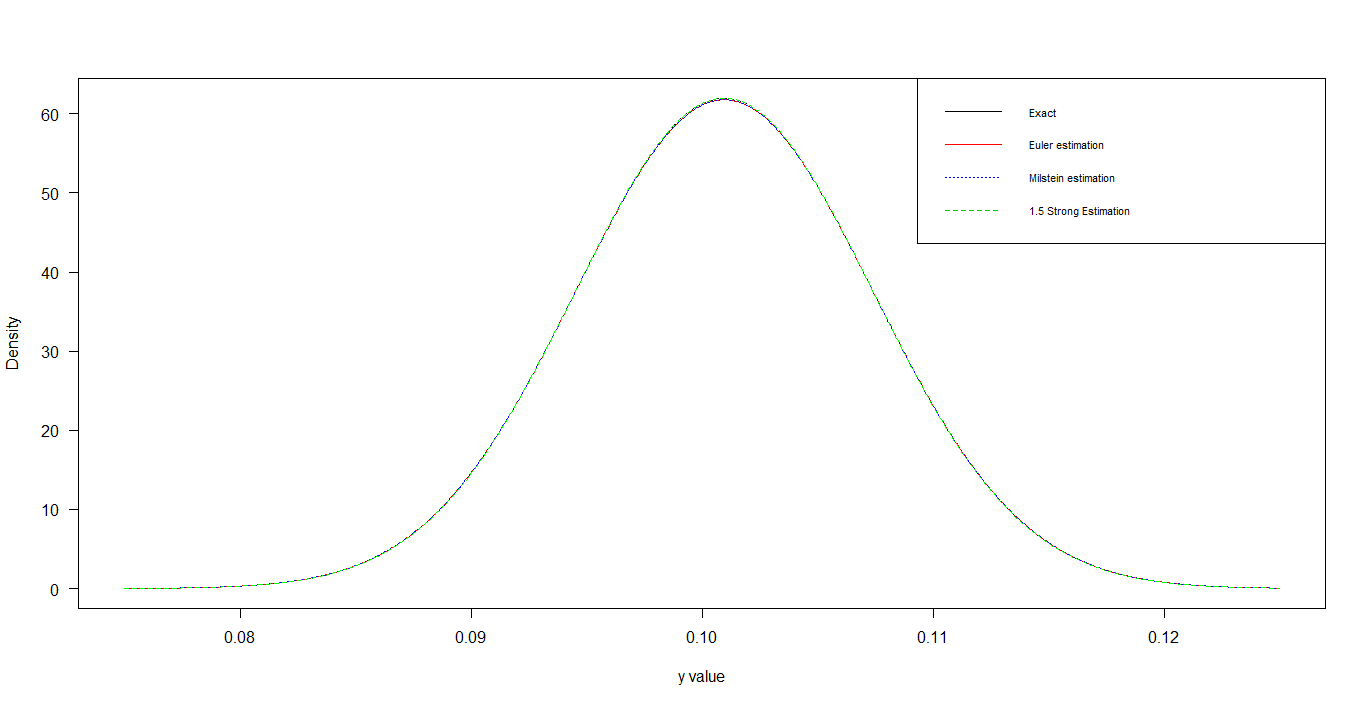 Exact
Euler estimation
Milstein estimation
1.5 Strong Estimation
Density
60
50
40
30
20
10
0
0.08 0.09 0.10 0.11 0.12
y value